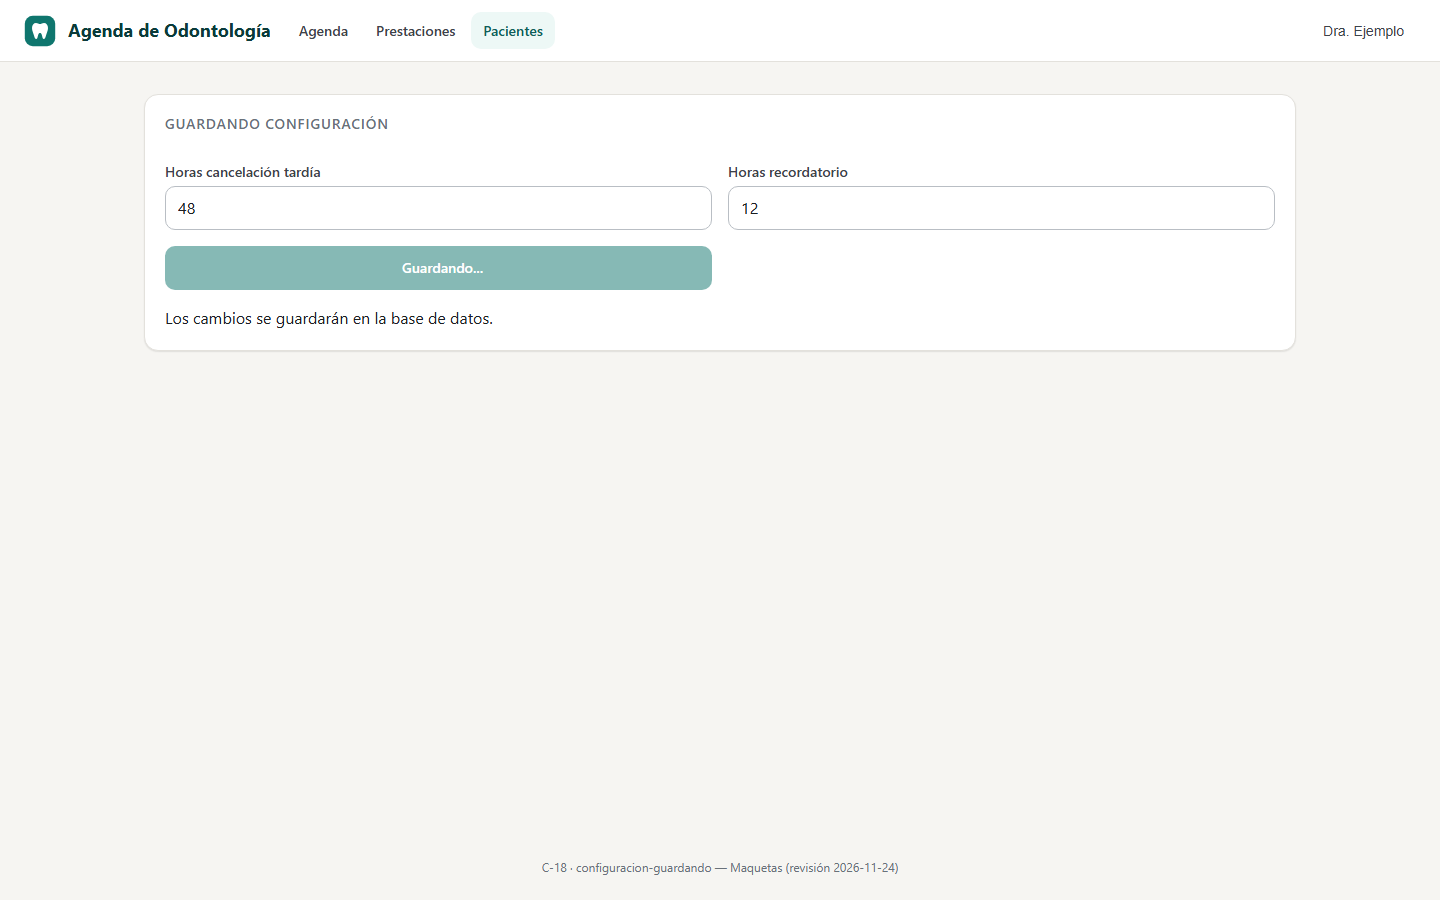 Agenda de Odontología Agenda Prestaciones Pacientes Dra. Ejemplo
GUARDANDO CONFIGURACIÓN
Horas cancelación tardía Horas recordatorio
48 12
Guardando...
Los cambios se guardarán en la base de datos.
C-18 · configuracion-guardando — Maquetas (revisión 2026-11-24)